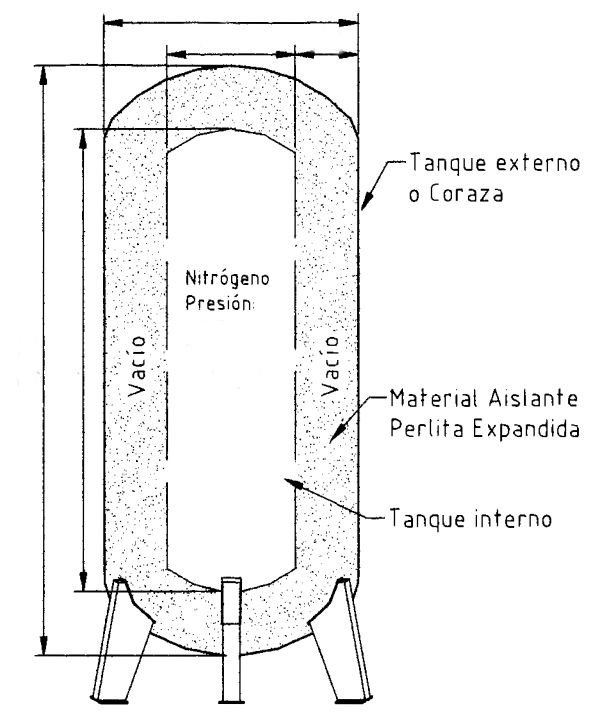 Tanque externo
o Coraza
Nitrógeno
Presión:
Vacío
Vacío
Material Aislante
Perlita Expandida
Tanque interno